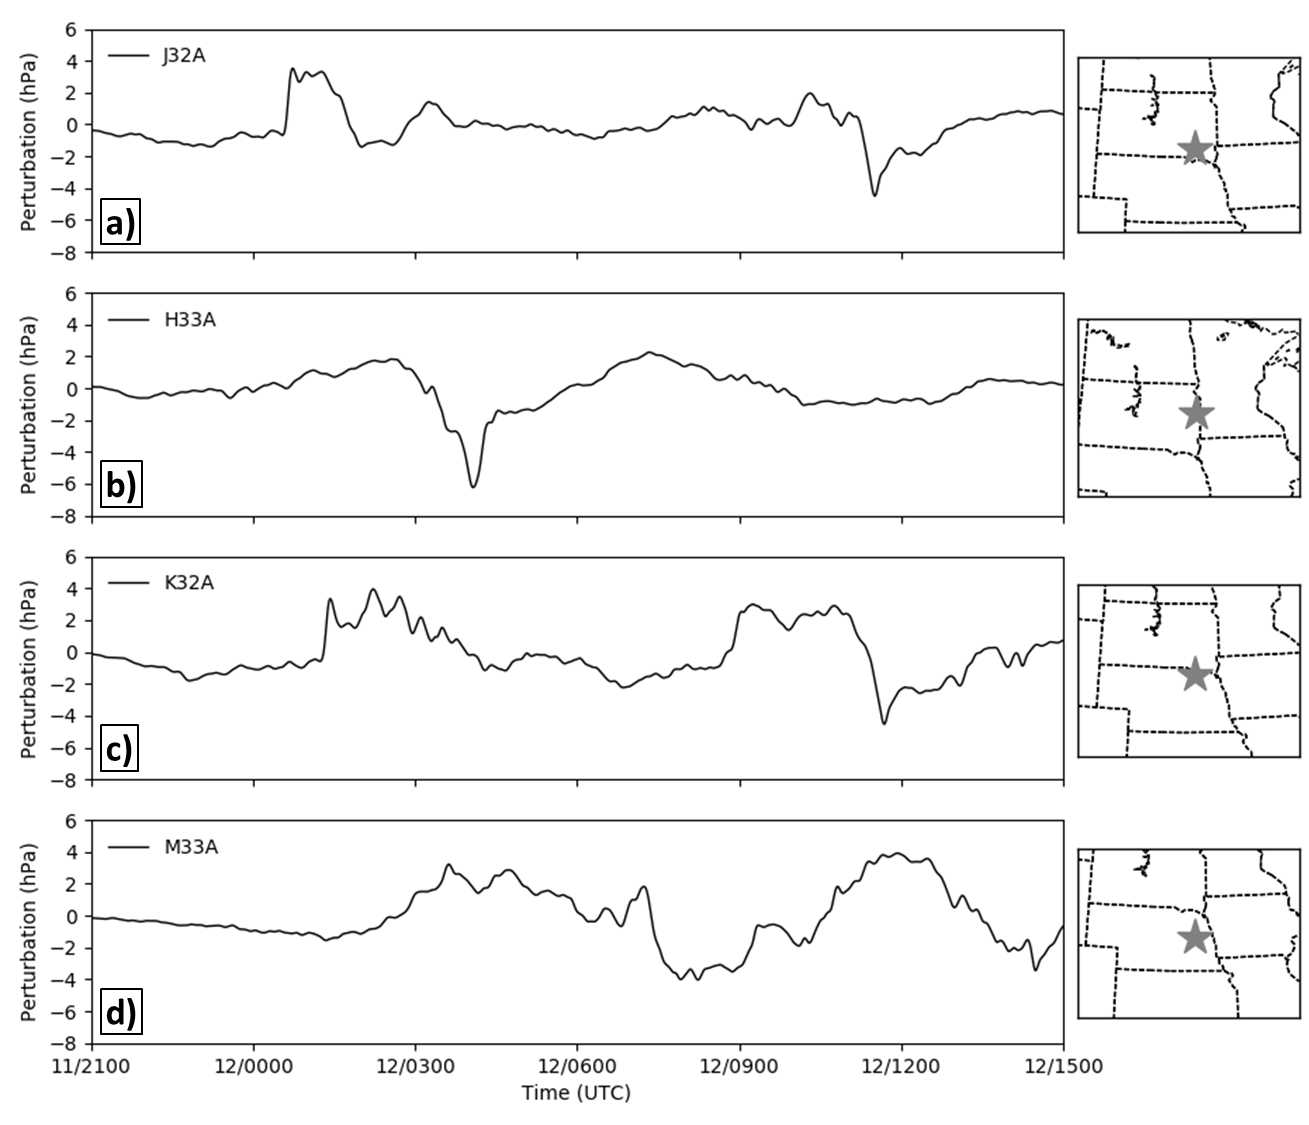 6
4
2
0
−2
−4
−6
−8
Perturbation (hPa)
J32A
a)
6
4
2
0
−2
−4
−6
−8
Perturbation (hPa)
H33A
b)
6
4
2
0
−2
−4
−6
−8
Perturbation (hPa)
K32A
c)
6
4
2
0
−2
−4
−6
−8
Perturbation (hPa)
M33A
d)
11/2100 12/0000 12/0300 12/0600 12/0900 12/1200 12/1500
Time (UTC)